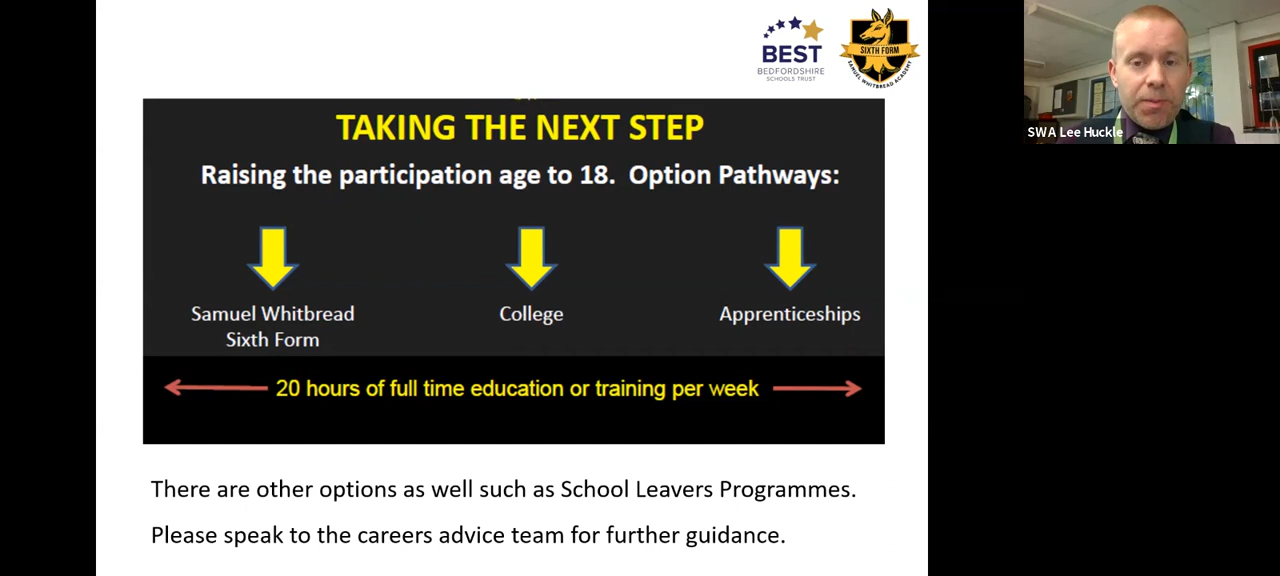 BEST
BEDFORDSHIRE
SCHOOLS TRUST
SIXTH FORM
SAMUEL WHITBREAD ACADEMY
SWA Lee Huckle
TAKING THE NEXT STEP
Raising the participation age to 18.  Option Pathways:
Samuel Whitbread
Sixth Form
College
Apprenticeships
20 hours of full time education or training per week
There are other options as well such as School Leavers Programmes.
Please speak to the careers advice team for further guidance.